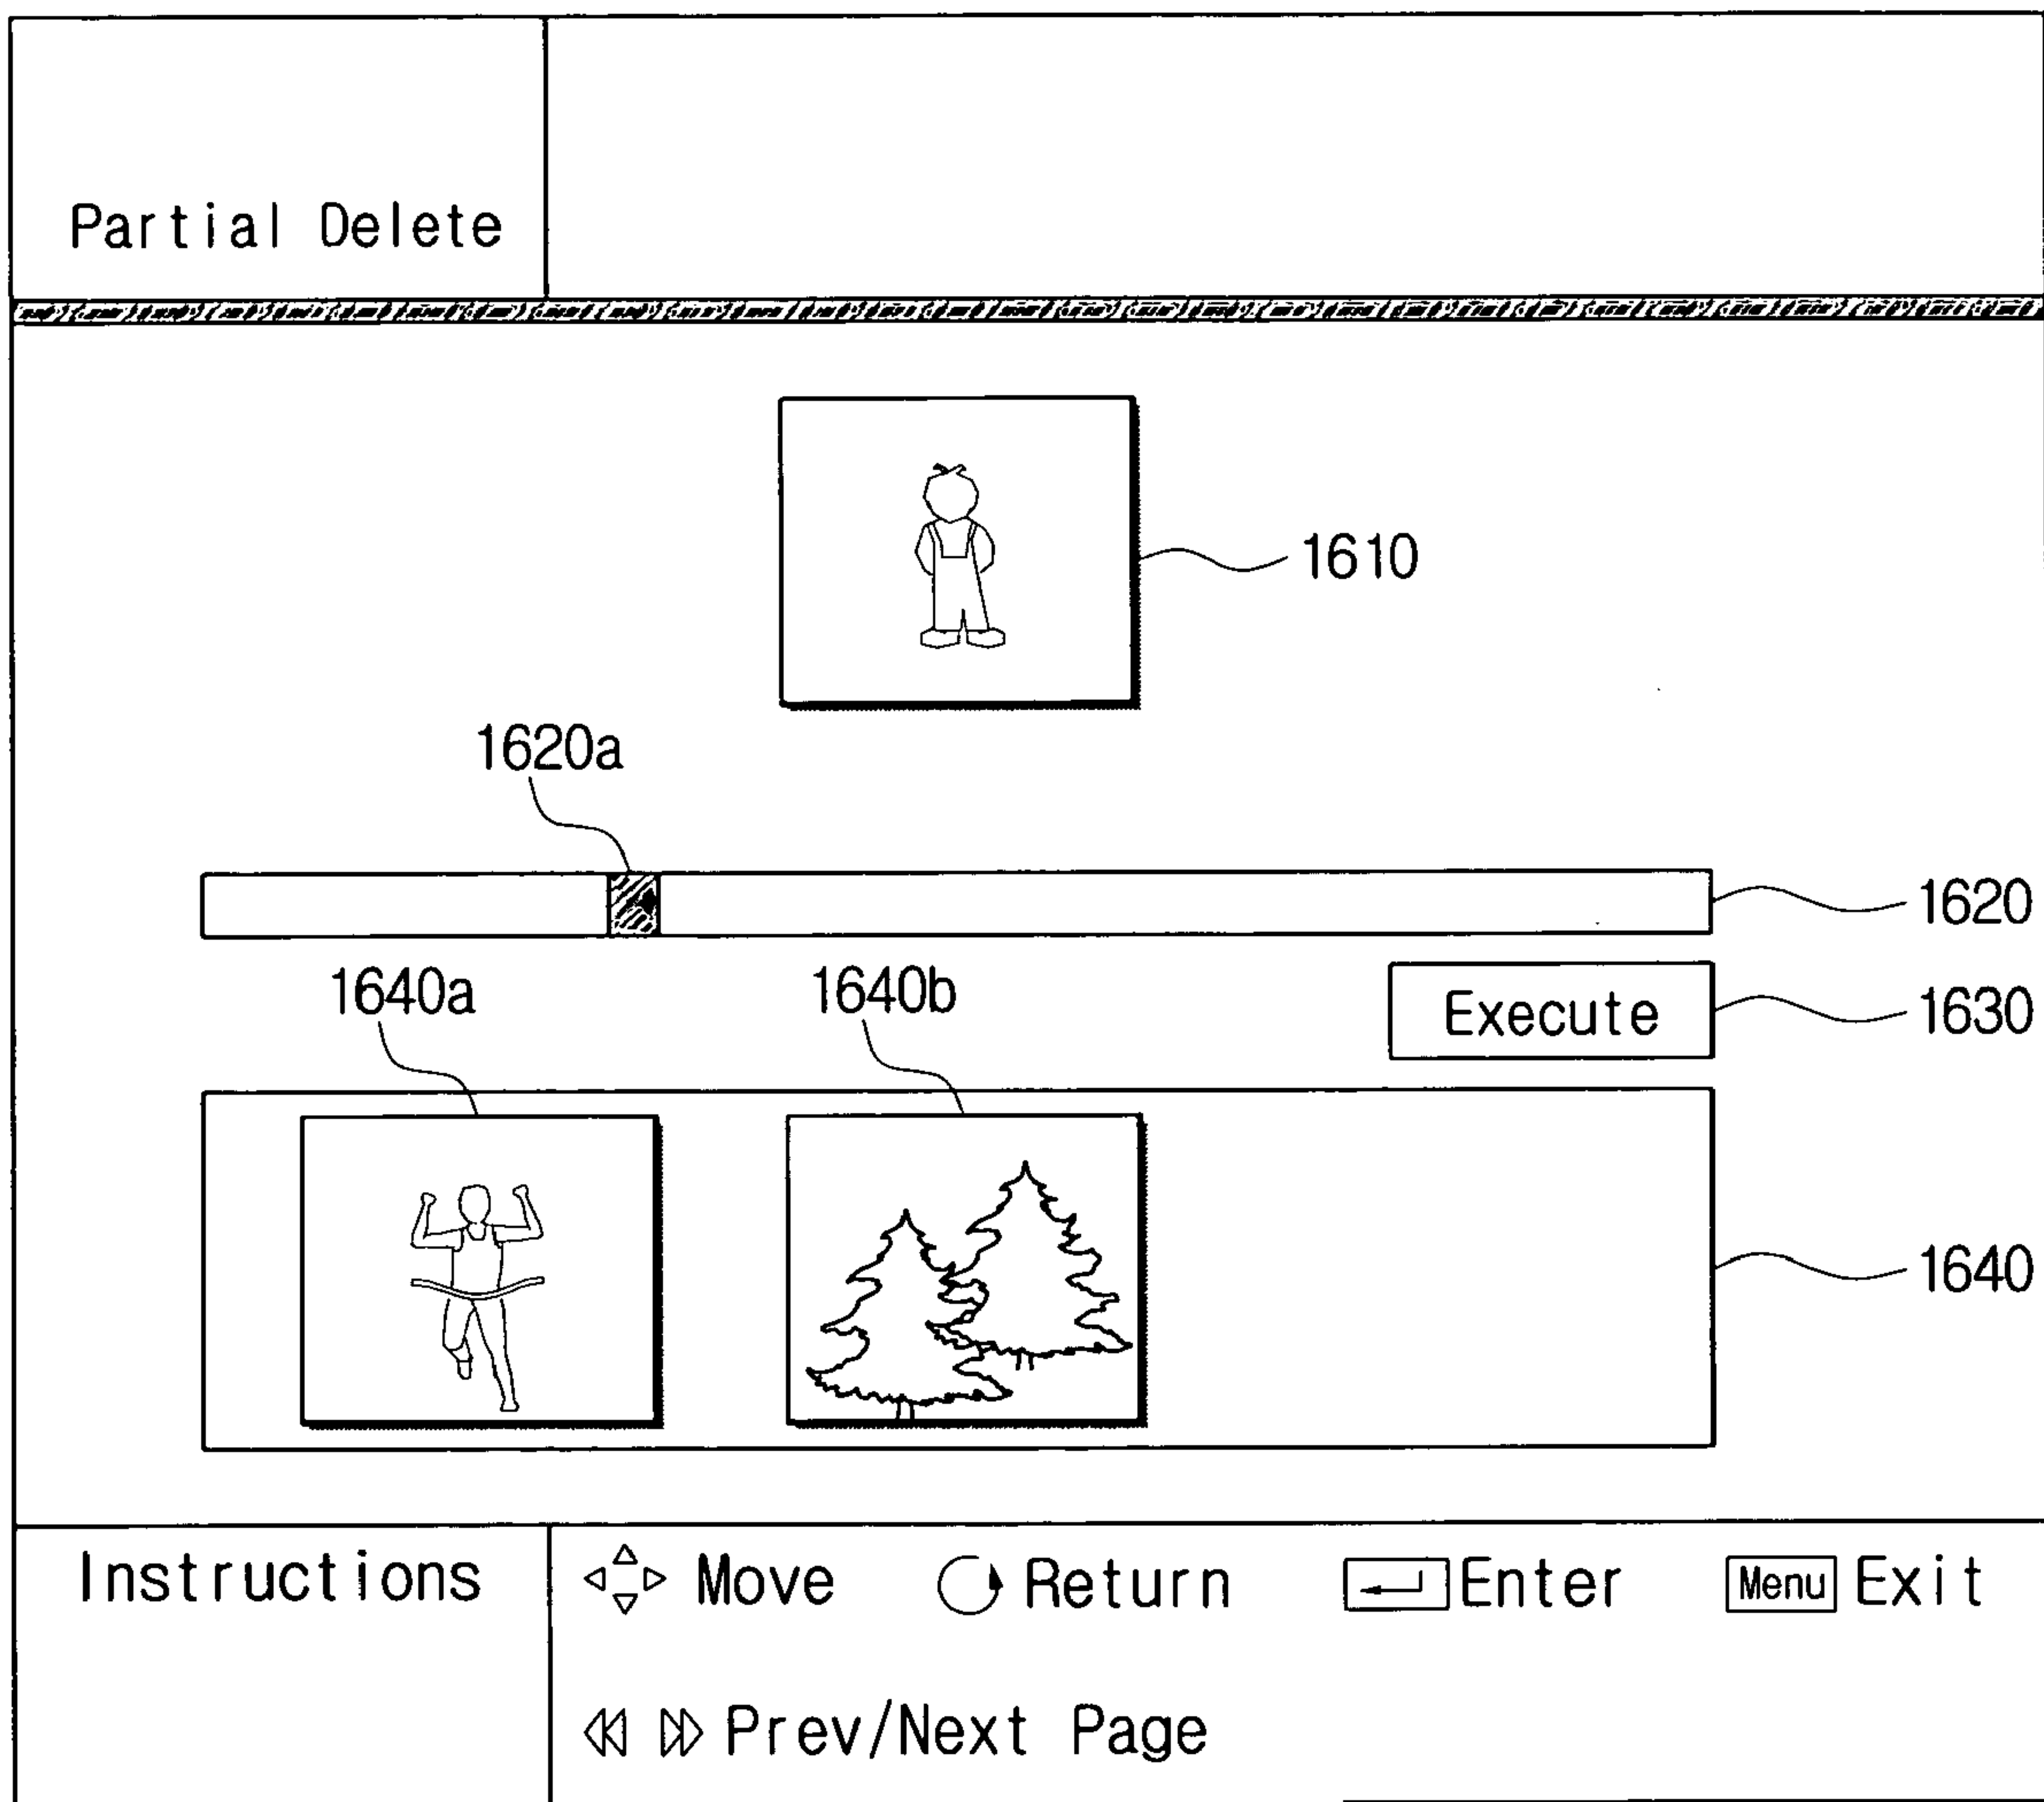 Partial Delete
1610
1620a
1620
1640a
1640b
Execute
1630
1640
Instructions
Move
Return
Enter
Menu
Exit
Prev/Next Page